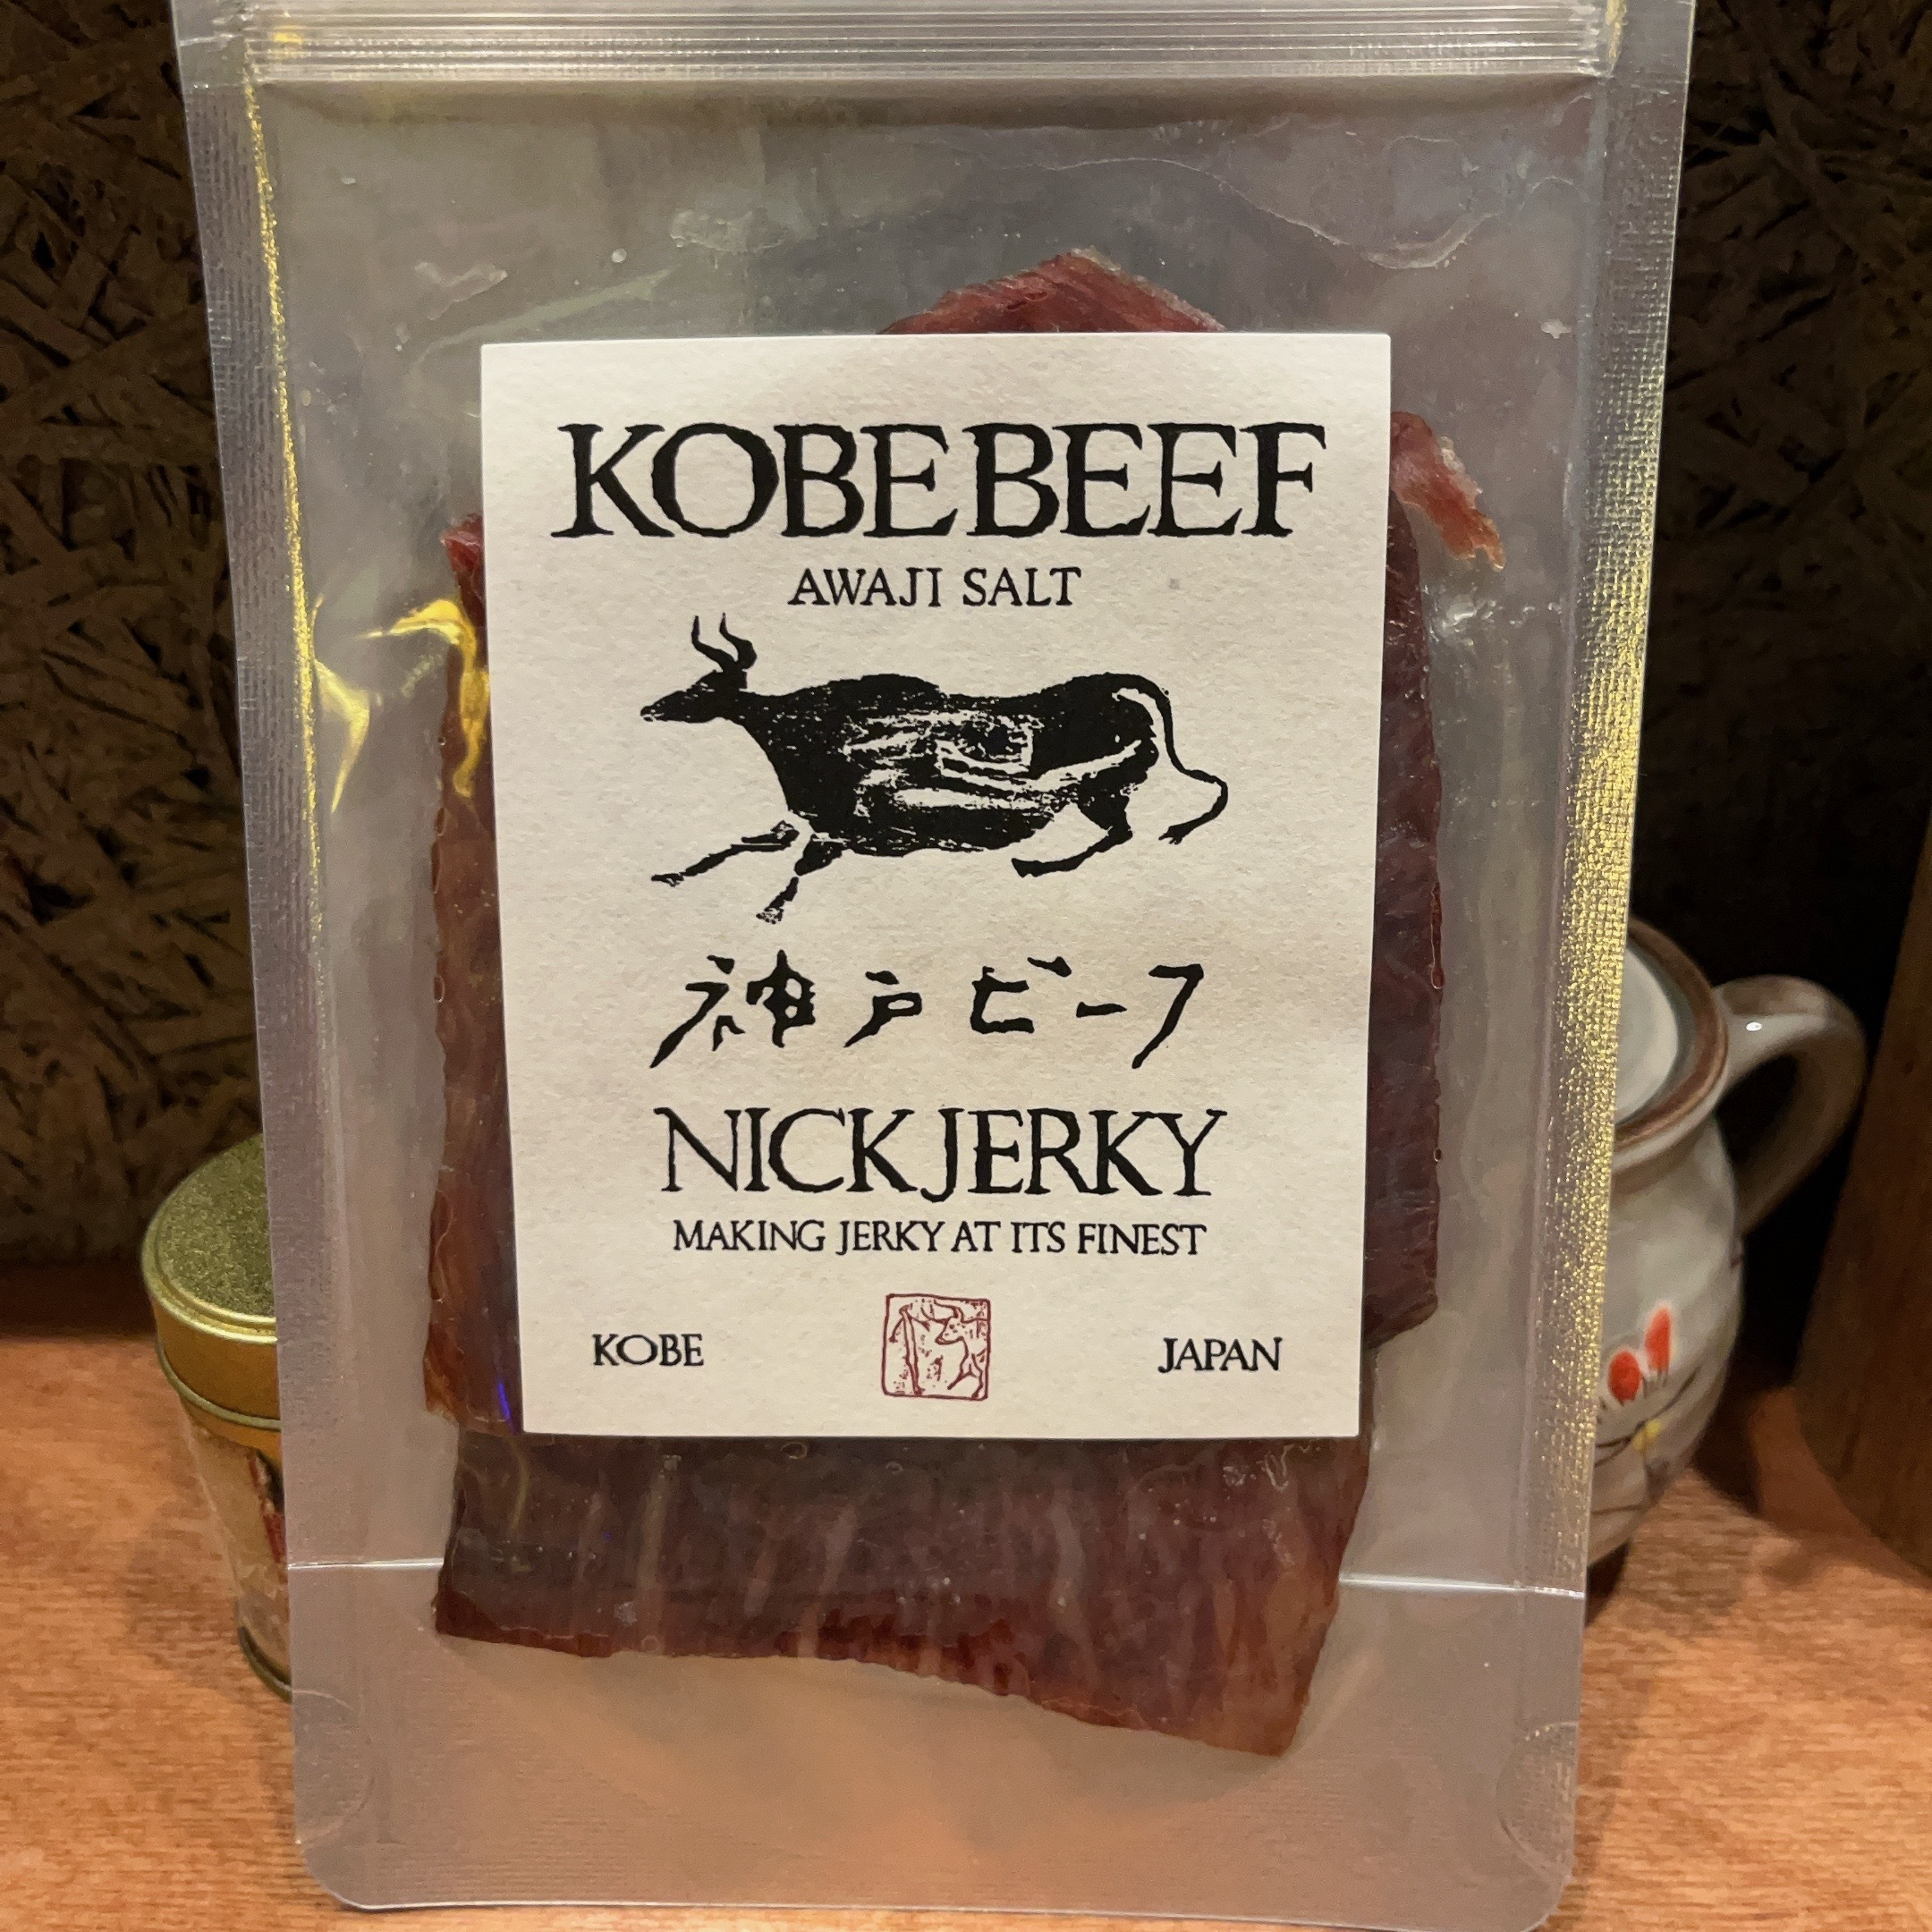 KOBE BEEF
AWAJI SALT
神戸ビーフ
NICK JERKY
MAKING JERKY AT ITS FINEST
KOBE JAPAN